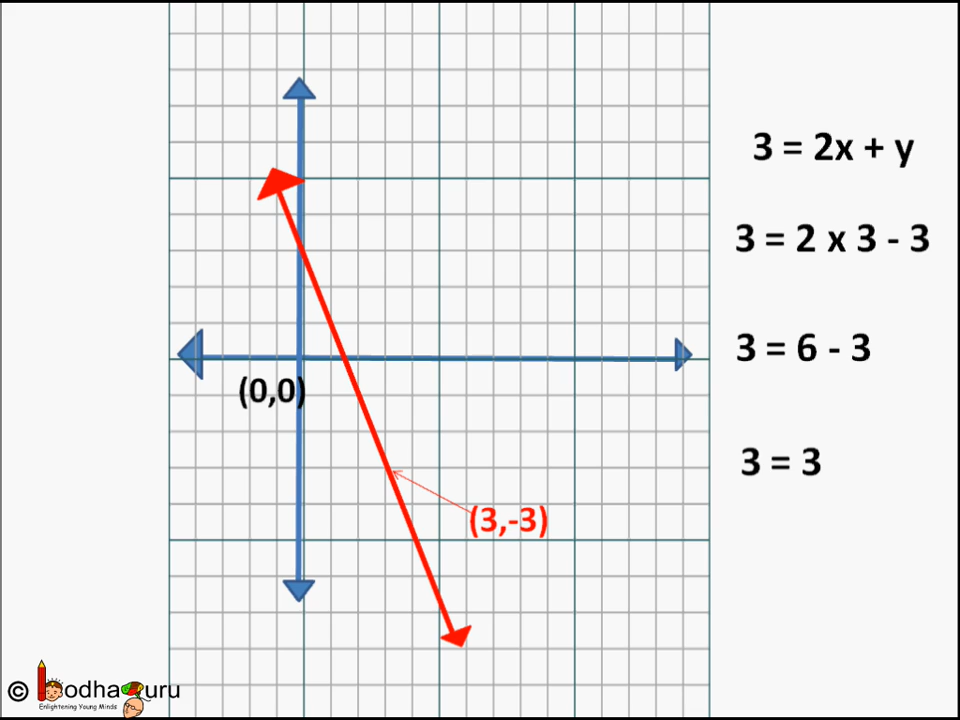 3 = 2x + y
3 = 2 x 3 - 3
3 = 6 - 3
(0,0)
3 = 3
(3,-3)
© BodhaGuru
Enlightening Young Minds